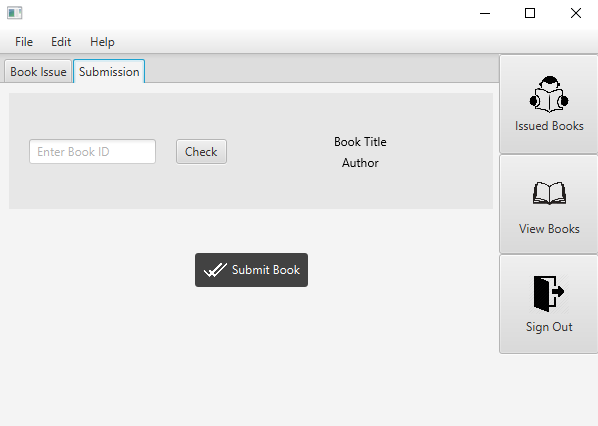 File Edit Help
Book Issue Submission
Enter Book ID
Check
Book Title
Author
Submit Book
Issued Books
View Books
Sign Out